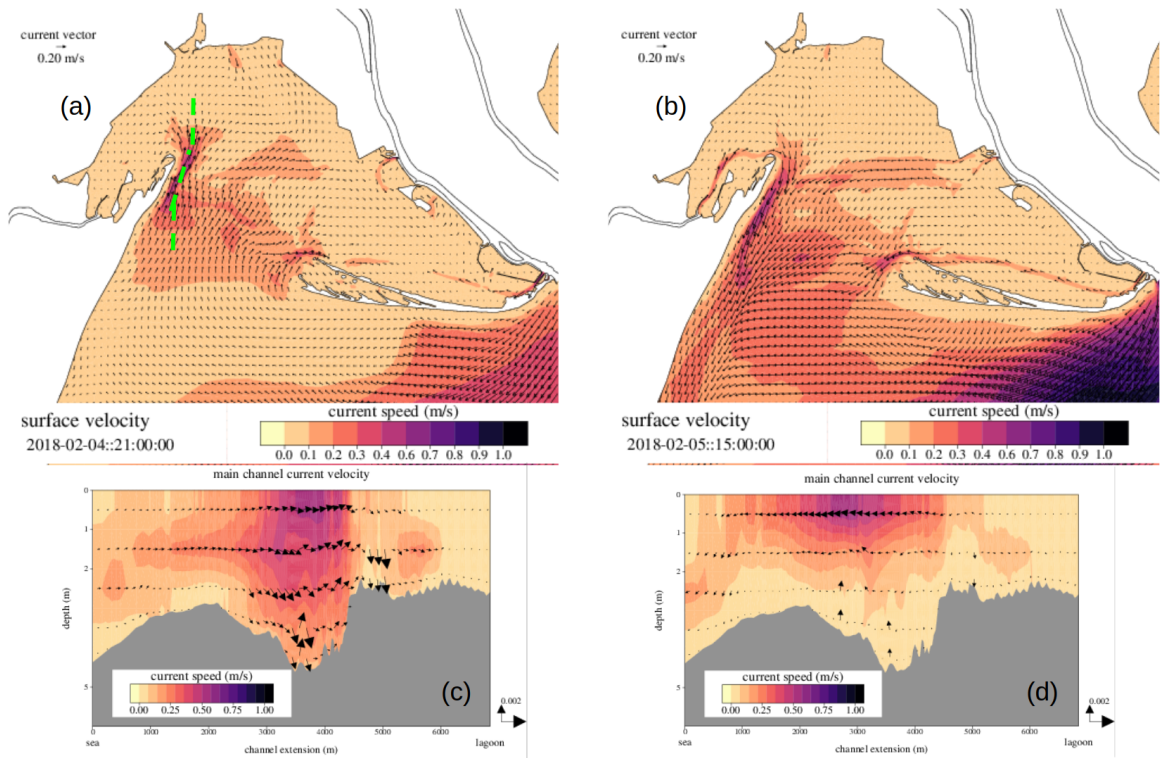 current vector
0.20 m/s
(a)
current vector
0.20 m/s
(b)
surface velocity
2018-02-04::21:00:00
current speed (m/s)
0.0 0.1 0.2 0.3 0.4 0.6 0.7 0.8 0.9 1.0
surface velocity
2018-02-05::15:00:00
current speed (m/s)
0.0 0.1 0.2 0.3 0.4 0.6 0.7 0.8 0.9 1.0
main channel current velocity
0
1
2
5
depth (m)
current speed (m/s)
0.00 0.25 0.50 0.75 1.00
(c)
0.002
0 1000 2000 3000 4000 5000 6000
sea
channel extension (m)
lagoon
main channel current velocity
0
1
2
5
depth (m)
current speed (m/s)
0.00 0.25 0.50 0.75 1.00
(d)
0.002
0 1000 2000 3000 4000 5000 6000
sea
channel extension (m)
lagoon